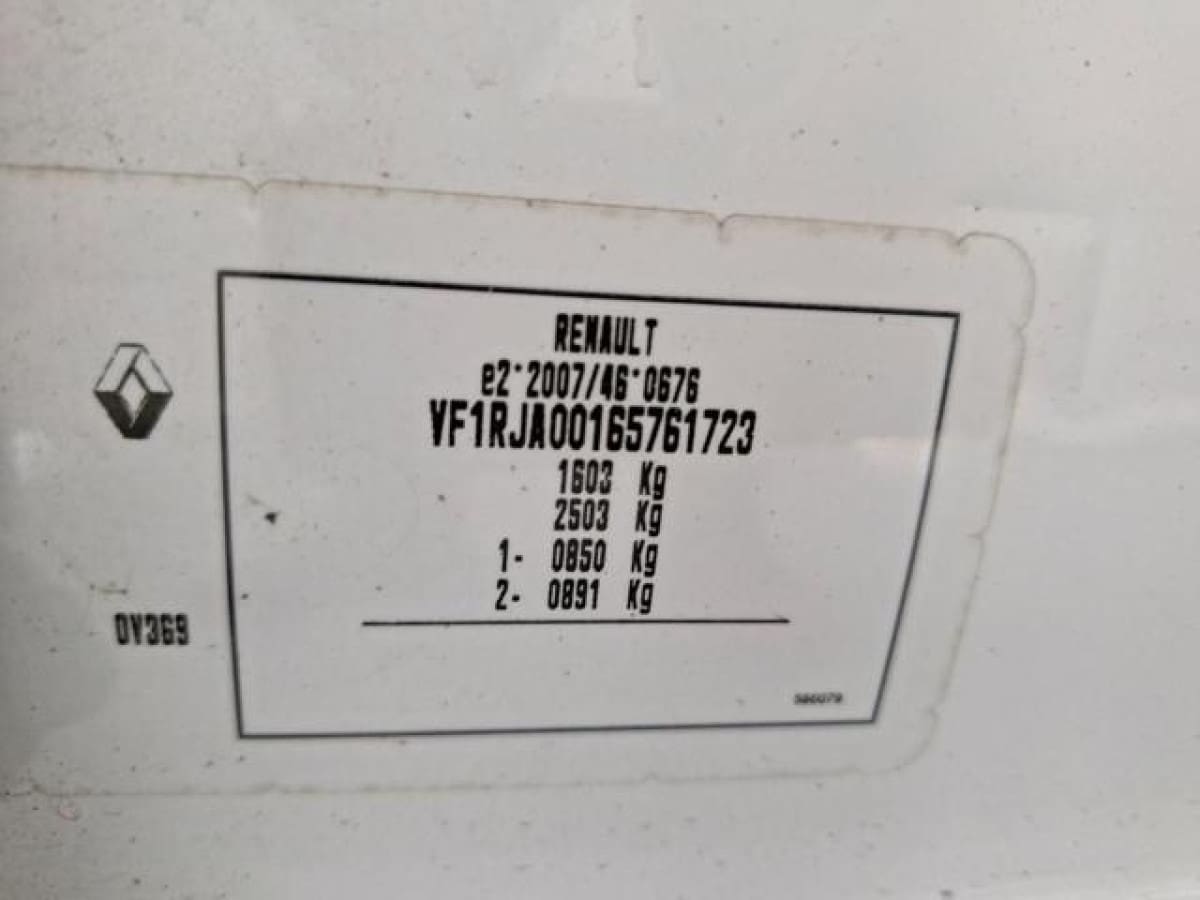 RENAULT
e2*2007/46*0676
VF1RJA00165761723
1603 Kg
2503 Kg
1- 0850 Kg
2- 0891 Kg
0V369